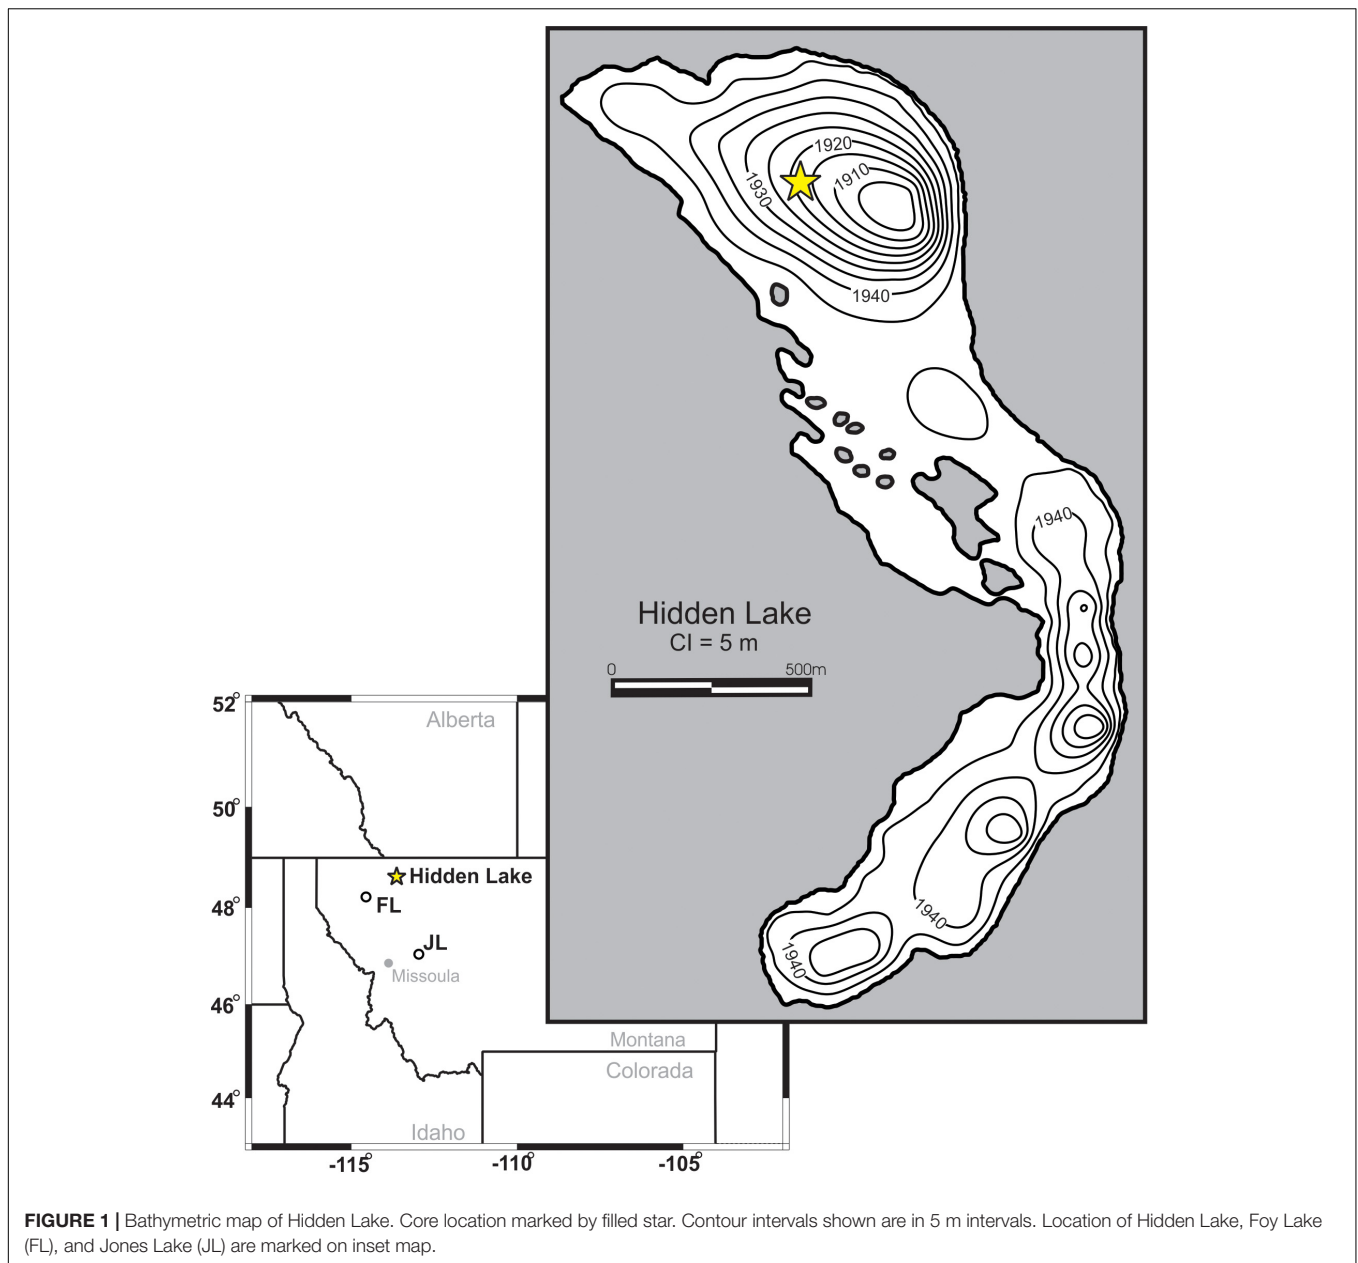 1920
1910
1930
1940
1940
Hidden Lake
CI = 5 m
0 500m
52°
Alberta
50°
Hidden Lake
48°
FL
JL
Missoula
1940
1940
46°
Montana
Colorada
44°
Idaho
-115° -110° -105°
FIGURE 1 | Bathymetric map of Hidden Lake. Core location marked by filled star. Contour intervals shown are in 5 m intervals. Location of Hidden Lake, Foy Lake
(FL), and Jones Lake (JL) are marked on inset map.